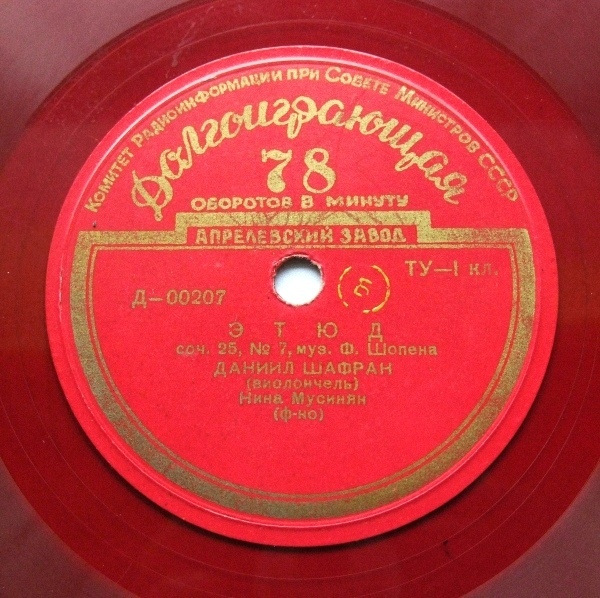 Комитет Радиоинформации при Совете Министров СССР
Долгоиграющая
78
ОБОРОТОВ В МИНУТУ
АПРЕЛЕВСКИЙ ЗАВОД
Д—00207
(Б)
ТУ—I кл.
ЭТЮД
соч. 25, № 7, муз. Ф. Шопена
ДАНИИЛ ШАФРАН
(виолончель)
Нина Мусинян
(ф-но)